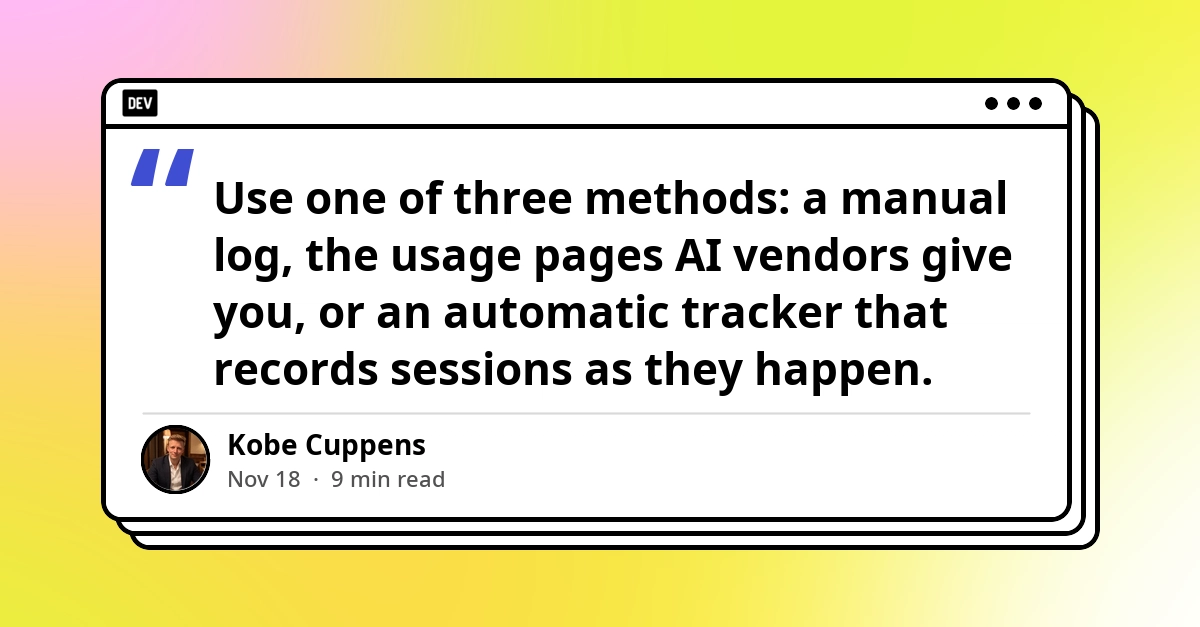 DEV
“
Use one of three methods: a manual
log, the usage pages AI vendors give
you, or an automatic tracker that
records sessions as they happen.
Kobe Cuppens
Nov 18 · 9 min read